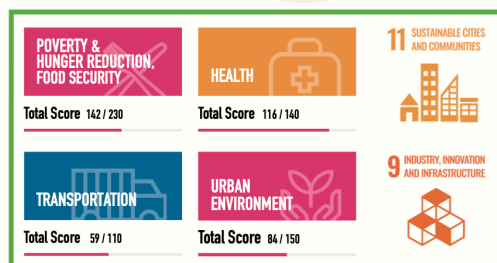 POVERTY &
HUNGER REDUCTION,
FOOD SECURITY
Total Score 142 / 230
HEALTH
Total Score 116 / 140
11 SUSTAINABLE CITIES
AND COMMUNITIES
TRANSPORTATION
Total Score 59 / 110
URBAN
ENVIRONMENT
Total Score 84 / 150
9 INDUSTRY, INNOVATION
AND INFRASTRUCTURE